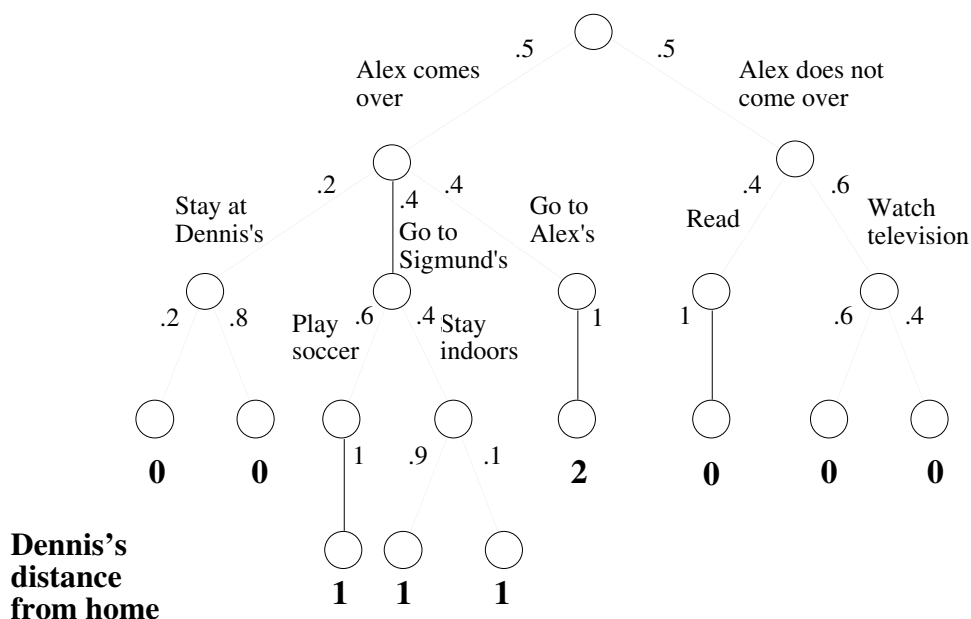 .5
.5
Alex comes
over
Alex does not
come over
.2
.4
.4
.4
.6
Stay at
Dennis's
Go to
Sigmund's
Go to
Alex's
Read
Watch
television
.2
.8
.6
.4
1
1
.6
.4
Play
soccer
Stay
indoors
1
.9
.1
0
0
2
0
0
0
Dennis's
distance
from home
1
1
1